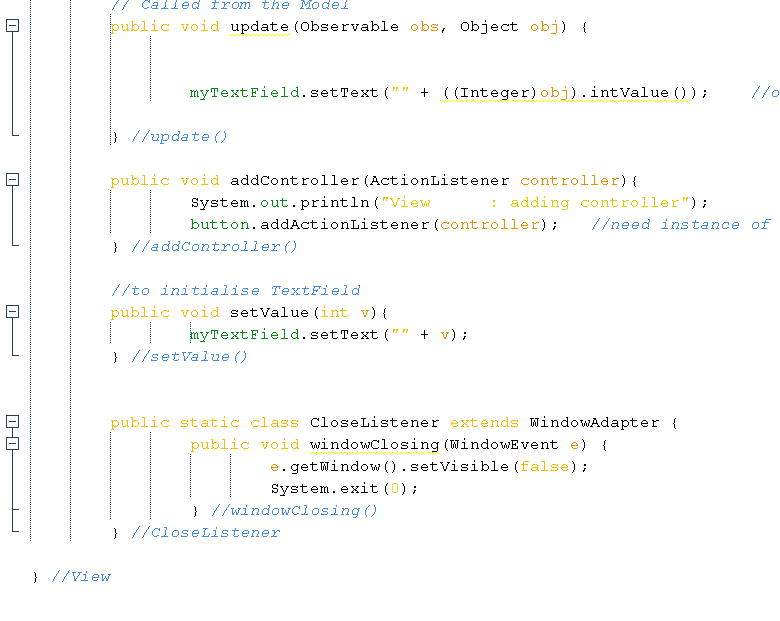 // Called from the Model
public void update(Observable obs, Object obj) {
myTextField.setText("" + ((Integer)obj).intValue()); //o
} //update()
public void addController(ActionListener controller){
System.out.println("View      : adding controller");
button.addActionListener(controller); //need instance of
} //addController()
//to initialise TextField
public void setValue(int v){
myTextField.setText("" + v);
} //setValue()
public static class CloseListener extends WindowAdapter {
public void windowClosing(WindowEvent e) {
e.getWindow().setVisible(false);
System.exit(0);
} //windowClosing()
} //CloseListener
} //View